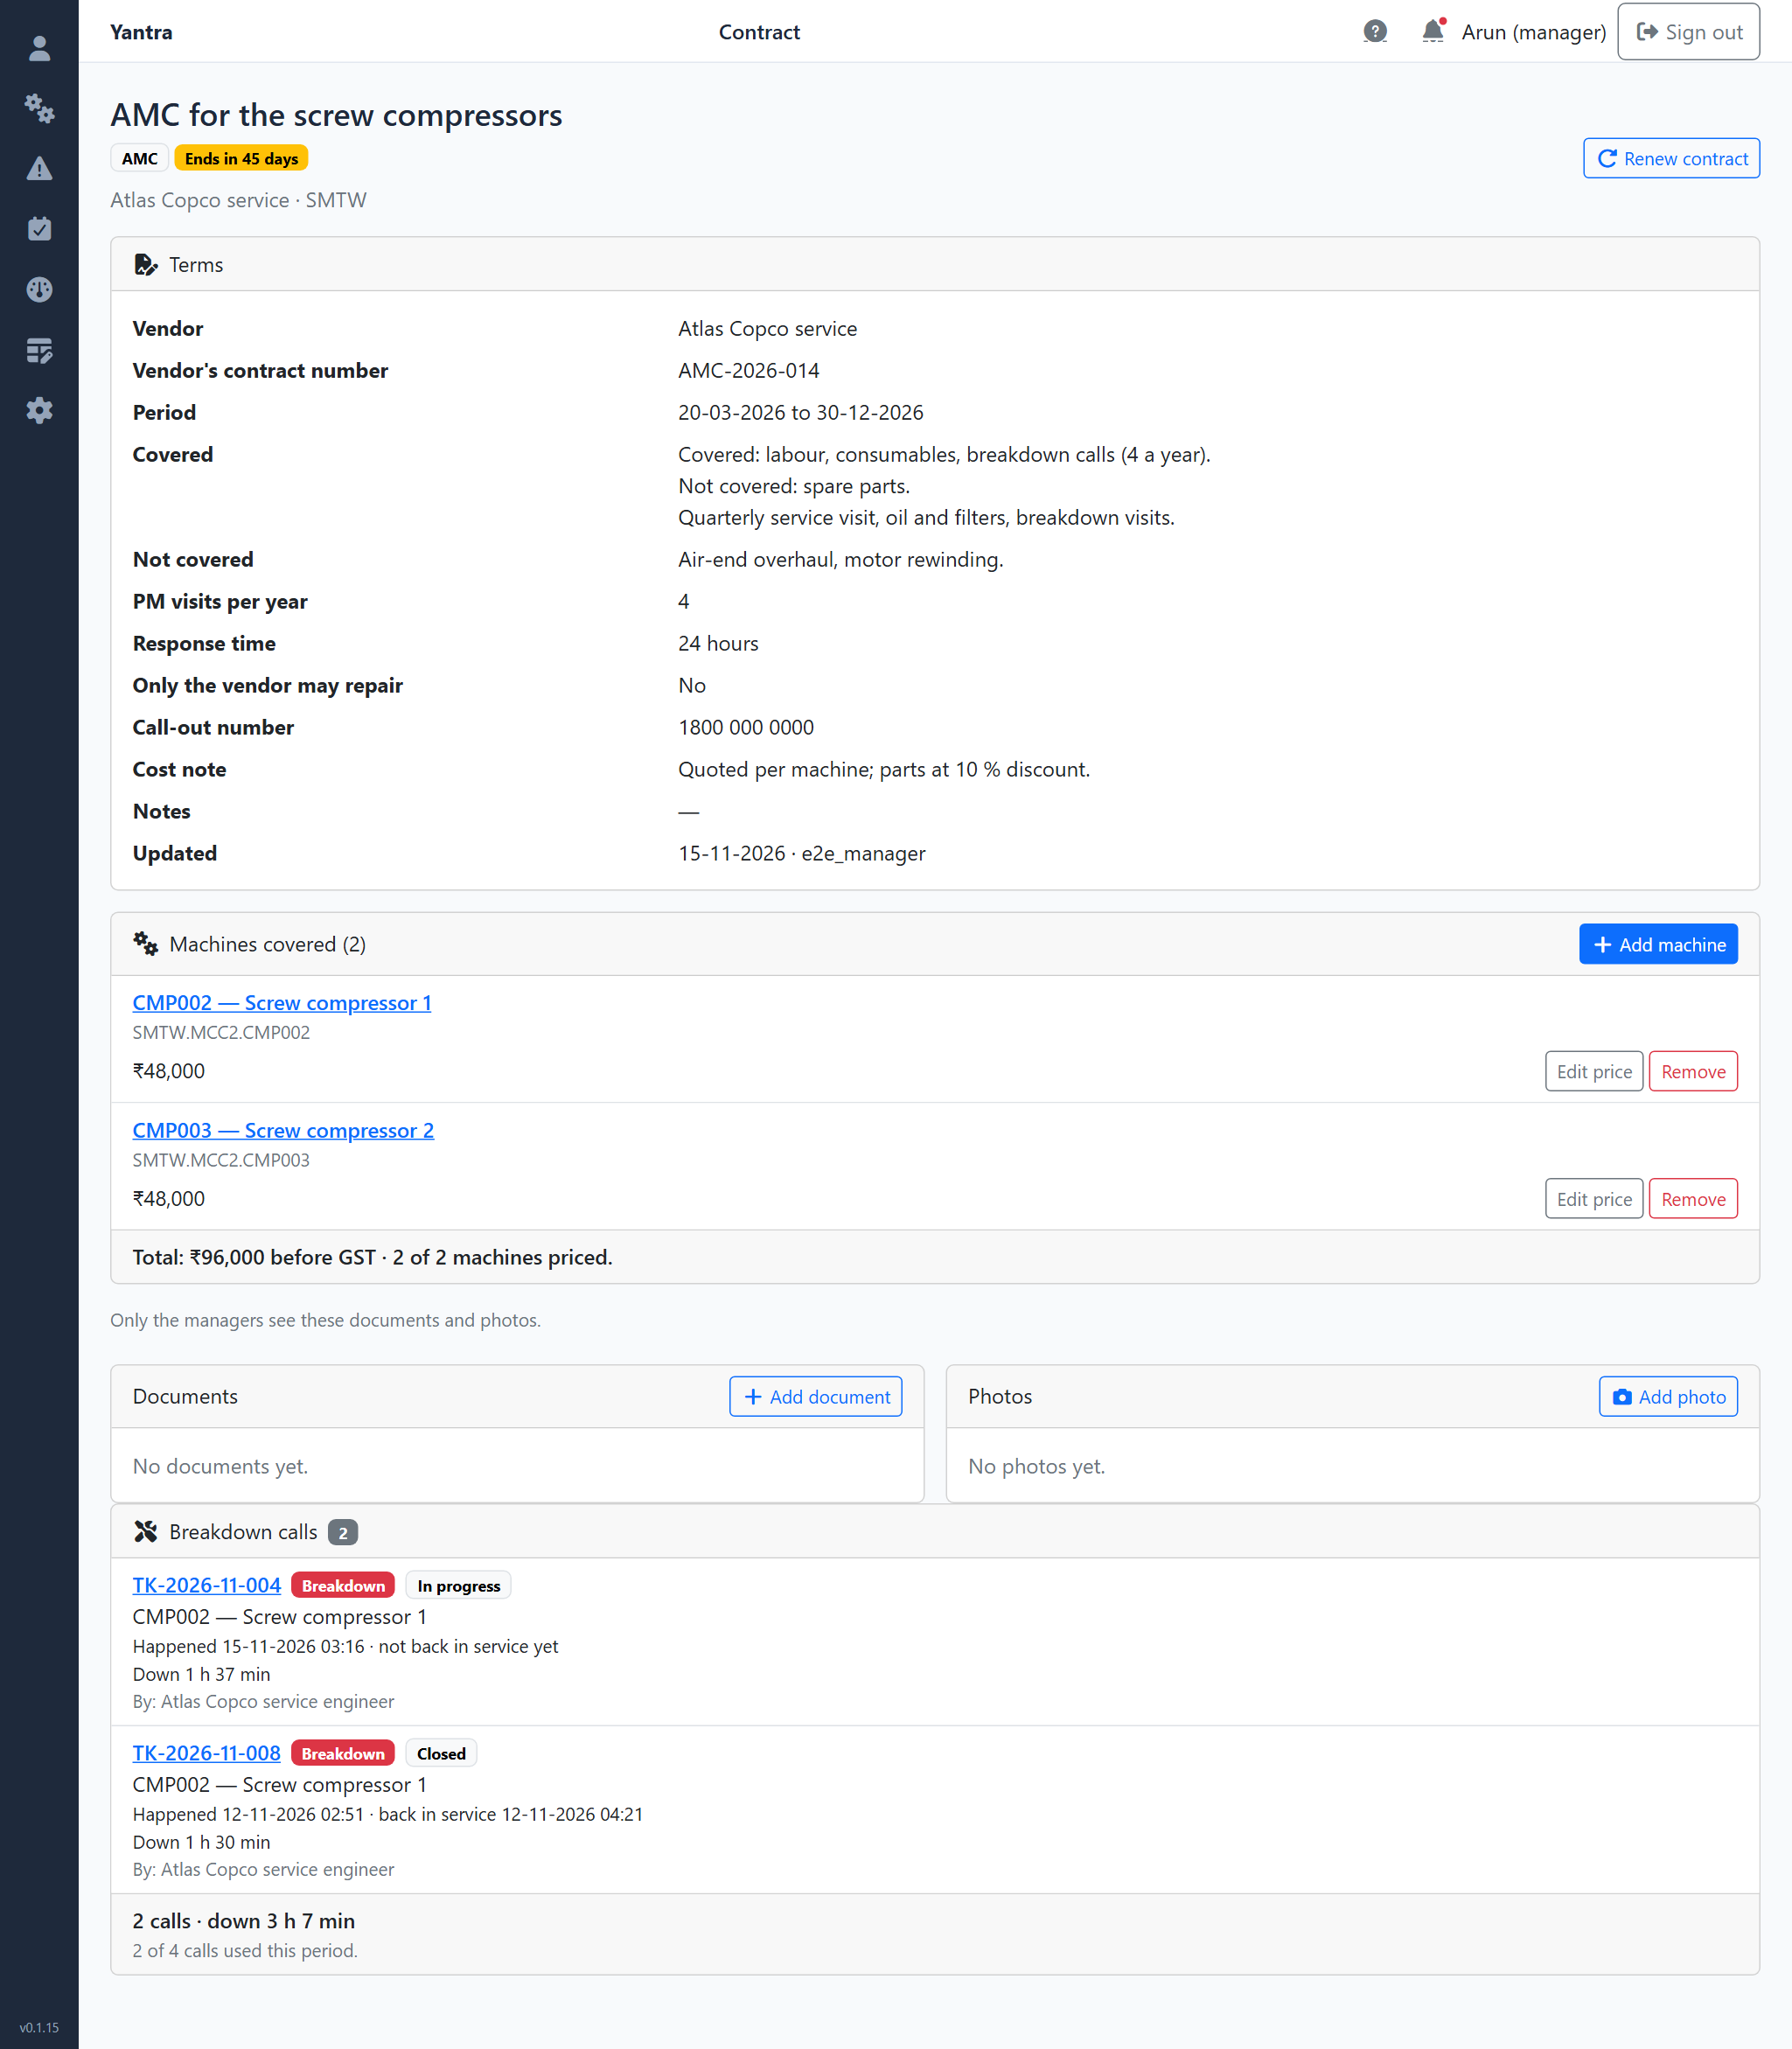 Yantra
Contract
Arun (manager)
Sign out
AMC for the screw compressors
AMC
Ends in 45 days
Renew contract
Atlas Copco service · SMTW
Terms
Vendor
Atlas Copco service
Vendor's contract number
AMC-2026-014
Period
20-03-2026 to 30-12-2026
Covered
Covered: labour, consumables, breakdown calls (4 a year).
Not covered: spare parts.
Quarterly service visit, oil and filters, breakdown visits.
Not covered
Air-end overhaul, motor rewinding.
PM visits per year
4
Response time
24 hours
Only the vendor may repair
No
Call-out number
1800 000 0000
Cost note
Quoted per machine; parts at 10 % discount.
Notes
—
Updated
15-11-2026 · e2e_manager
Machines covered (2)
Add machine
CMP002 — Screw compressor 1
SMTW.MCC2.CMP002
₹48,000
Edit price
Remove
CMP003 — Screw compressor 2
SMTW.MCC2.CMP003
₹48,000
Edit price
Remove
Total: ₹96,000 before GST · 2 of 2 machines priced.
Only the managers see these documents and photos.
Documents
Add document
No documents yet.
Photos
Add photo
No photos yet.
Breakdown calls 2
TK-2026-11-004 Breakdown In progress
CMP002 — Screw compressor 1
Happened 15-11-2026 03:16 · not back in service yet
Down 1 h 37 min
By: Atlas Copco service engineer
TK-2026-11-008 Breakdown Closed
CMP002 — Screw compressor 1
Happened 12-11-2026 02:51 · back in service 12-11-2026 04:21
Down 1 h 30 min
By: Atlas Copco service engineer
2 calls · down 3 h 7 min
2 of 4 calls used this period.
v0.1.15